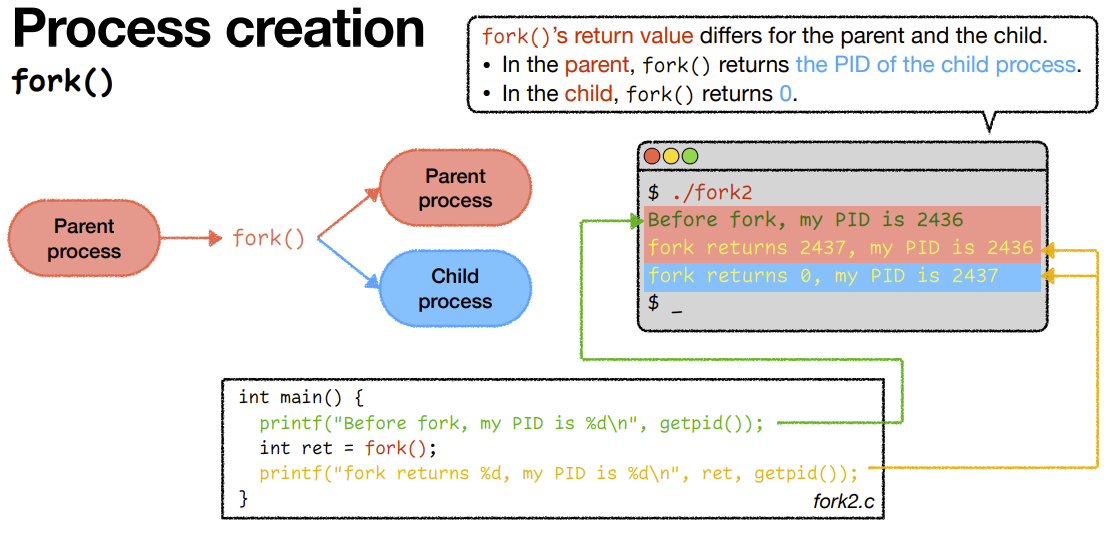 Process creation
fork()
fork()'s return value differs for the parent and the child.
• In the parent, fork() returns the PID of the child process.
• In the child, fork() returns 0.
Parent
process
fork()
Parent
process
Child
process
$ ./fork2
Before fork, my PID is 2436
fork returns 2437, my PID is 2436
fork returns 0, my PID is 2437
$ _
int main() {
  printf("Before fork, my PID is %d\n", getpid());
  int ret = fork();
  printf("fork returns %d, my PID is %d\n", ret, getpid());
}
fork2.c